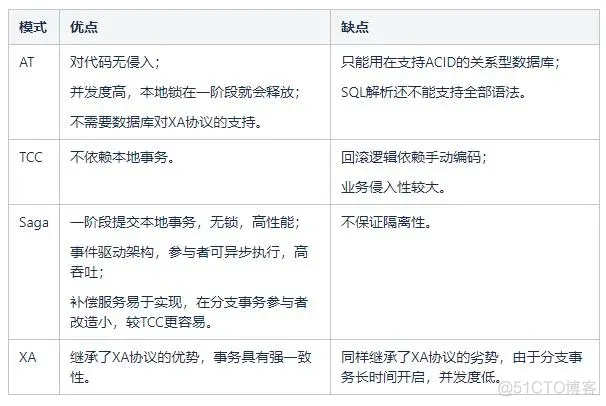 模式 优点 缺点
AT 对代码无侵入； 只能用在支持ACID的关系型数据库；
并发度高，本地锁在一阶段就会释放； SQL解析还不能支持全部语法。
不需要数据库对XA协议的支持。
TCC 不依赖本地事务。 回滚逻辑依赖手动编码；
业务侵入性较大。
Saga 一阶段提交本地事务，无锁，高性能； 不保证隔离性。
事件驱动架构，参与者可异步执行，高
吞吐；
补偿服务易于实现，在分支事务参与者
改造小，较TCC更容易。
XA 继承了XA协议的优势，事务具有强一致 同样继承了XA协议的劣势，由于分支事
性。 务长时间开启，并发度低。
@51CTO博客